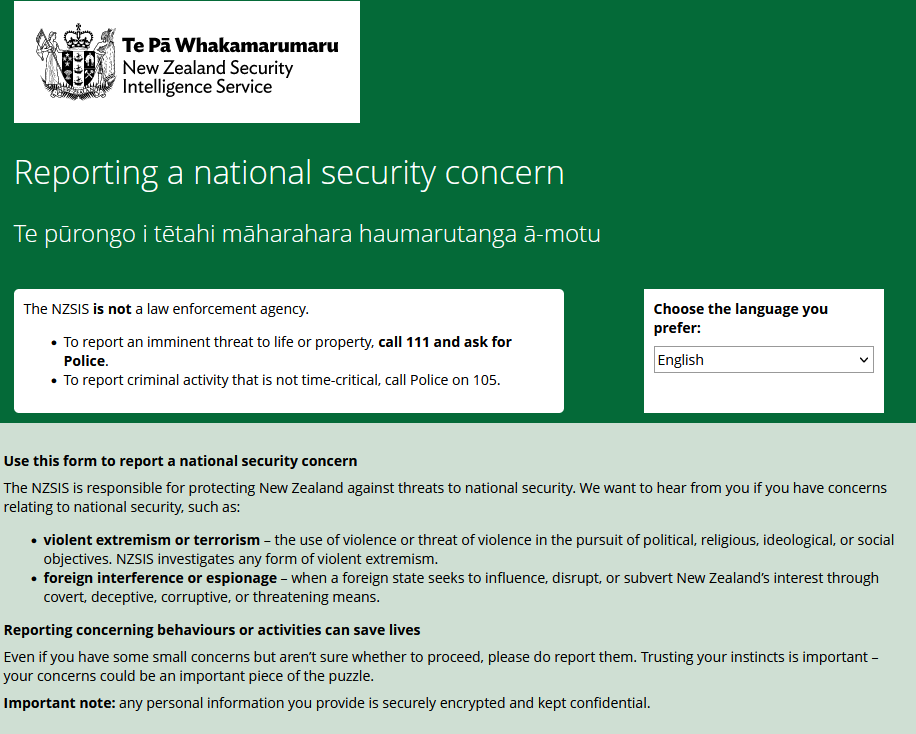 Te Pā Whakamarumaru
New Zealand Security
Intelligence Service
Reporting a national security concern
Te pūrongo i tētahi māharahara haumarutanga ā-motu
The NZSIS is not a law enforcement agency.
• To report an imminent threat to life or property, call 111 and ask for
Police.
• To report criminal activity that is not time-critical, call Police on 105.
Choose the language you
prefer:
English
Use this form to report a national security concern
The NZSIS is responsible for protecting New Zealand against threats to national security. We want to hear from you if you have concerns
relating to national security, such as:
• violent extremism or terrorism – the use of violence or threat of violence in the pursuit of political, religious, ideological, or social
objectives. NZSIS investigates any form of violent extremism.
• foreign interference or espionage – when a foreign state seeks to influence, disrupt, or subvert New Zealand’s interest through
covert, deceptive, corruptive, or threatening means.
Reporting concerning behaviours or activities can save lives
Even if you have some small concerns but aren’t sure whether to proceed, please do report them. Trusting your instincts is important –
your concerns could be an important piece of the puzzle.
Important note: any personal information you provide is securely encrypted and kept confidential.